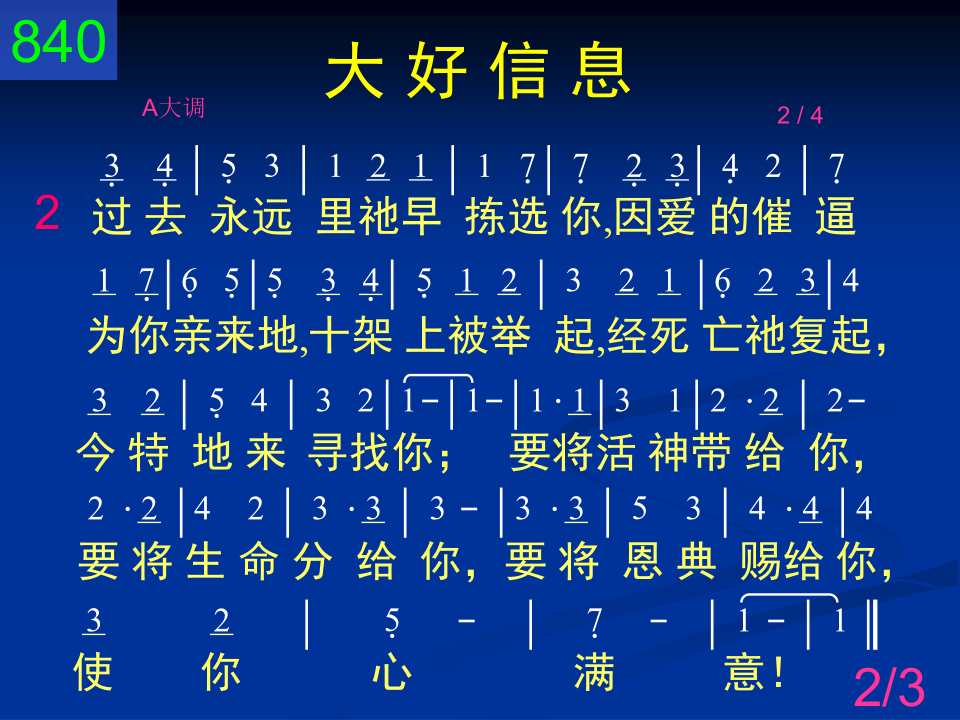 840
大 好 信 息
A大调
2 / 4
3 4 | 5 3 | 1 2 1 | 1 7 | 7 2 3 | 4 2 | 7
2 过 去 永远 里祂早 拣选 你,因爱 的催 逼
1 7 | 6 5 | 5 3 4 | 5 1 2 | 3 2 1 | 6 2 3 | 4
为你亲来地,十架 上被举 起,经死 亡祂复起,
3 2 | 5 4 | 3 2 | 1 - | 1 - | 1 · 1 | 3 1 | 2 · 2 | 2 -
今 特 地 来 寻找你; 要将活 神带 给 你,
2 · 2 | 4 2 | 3 · 3 | 3 - | 3 · 3 | 5 3 | 4 · 4 | 4
要 将 生 命 分 给 你, 要 将 恩 典 赐给 你,
3 2 | 5 - | 7 - | 1 - | 1 ‖
使 你 心 满 意!
2/3